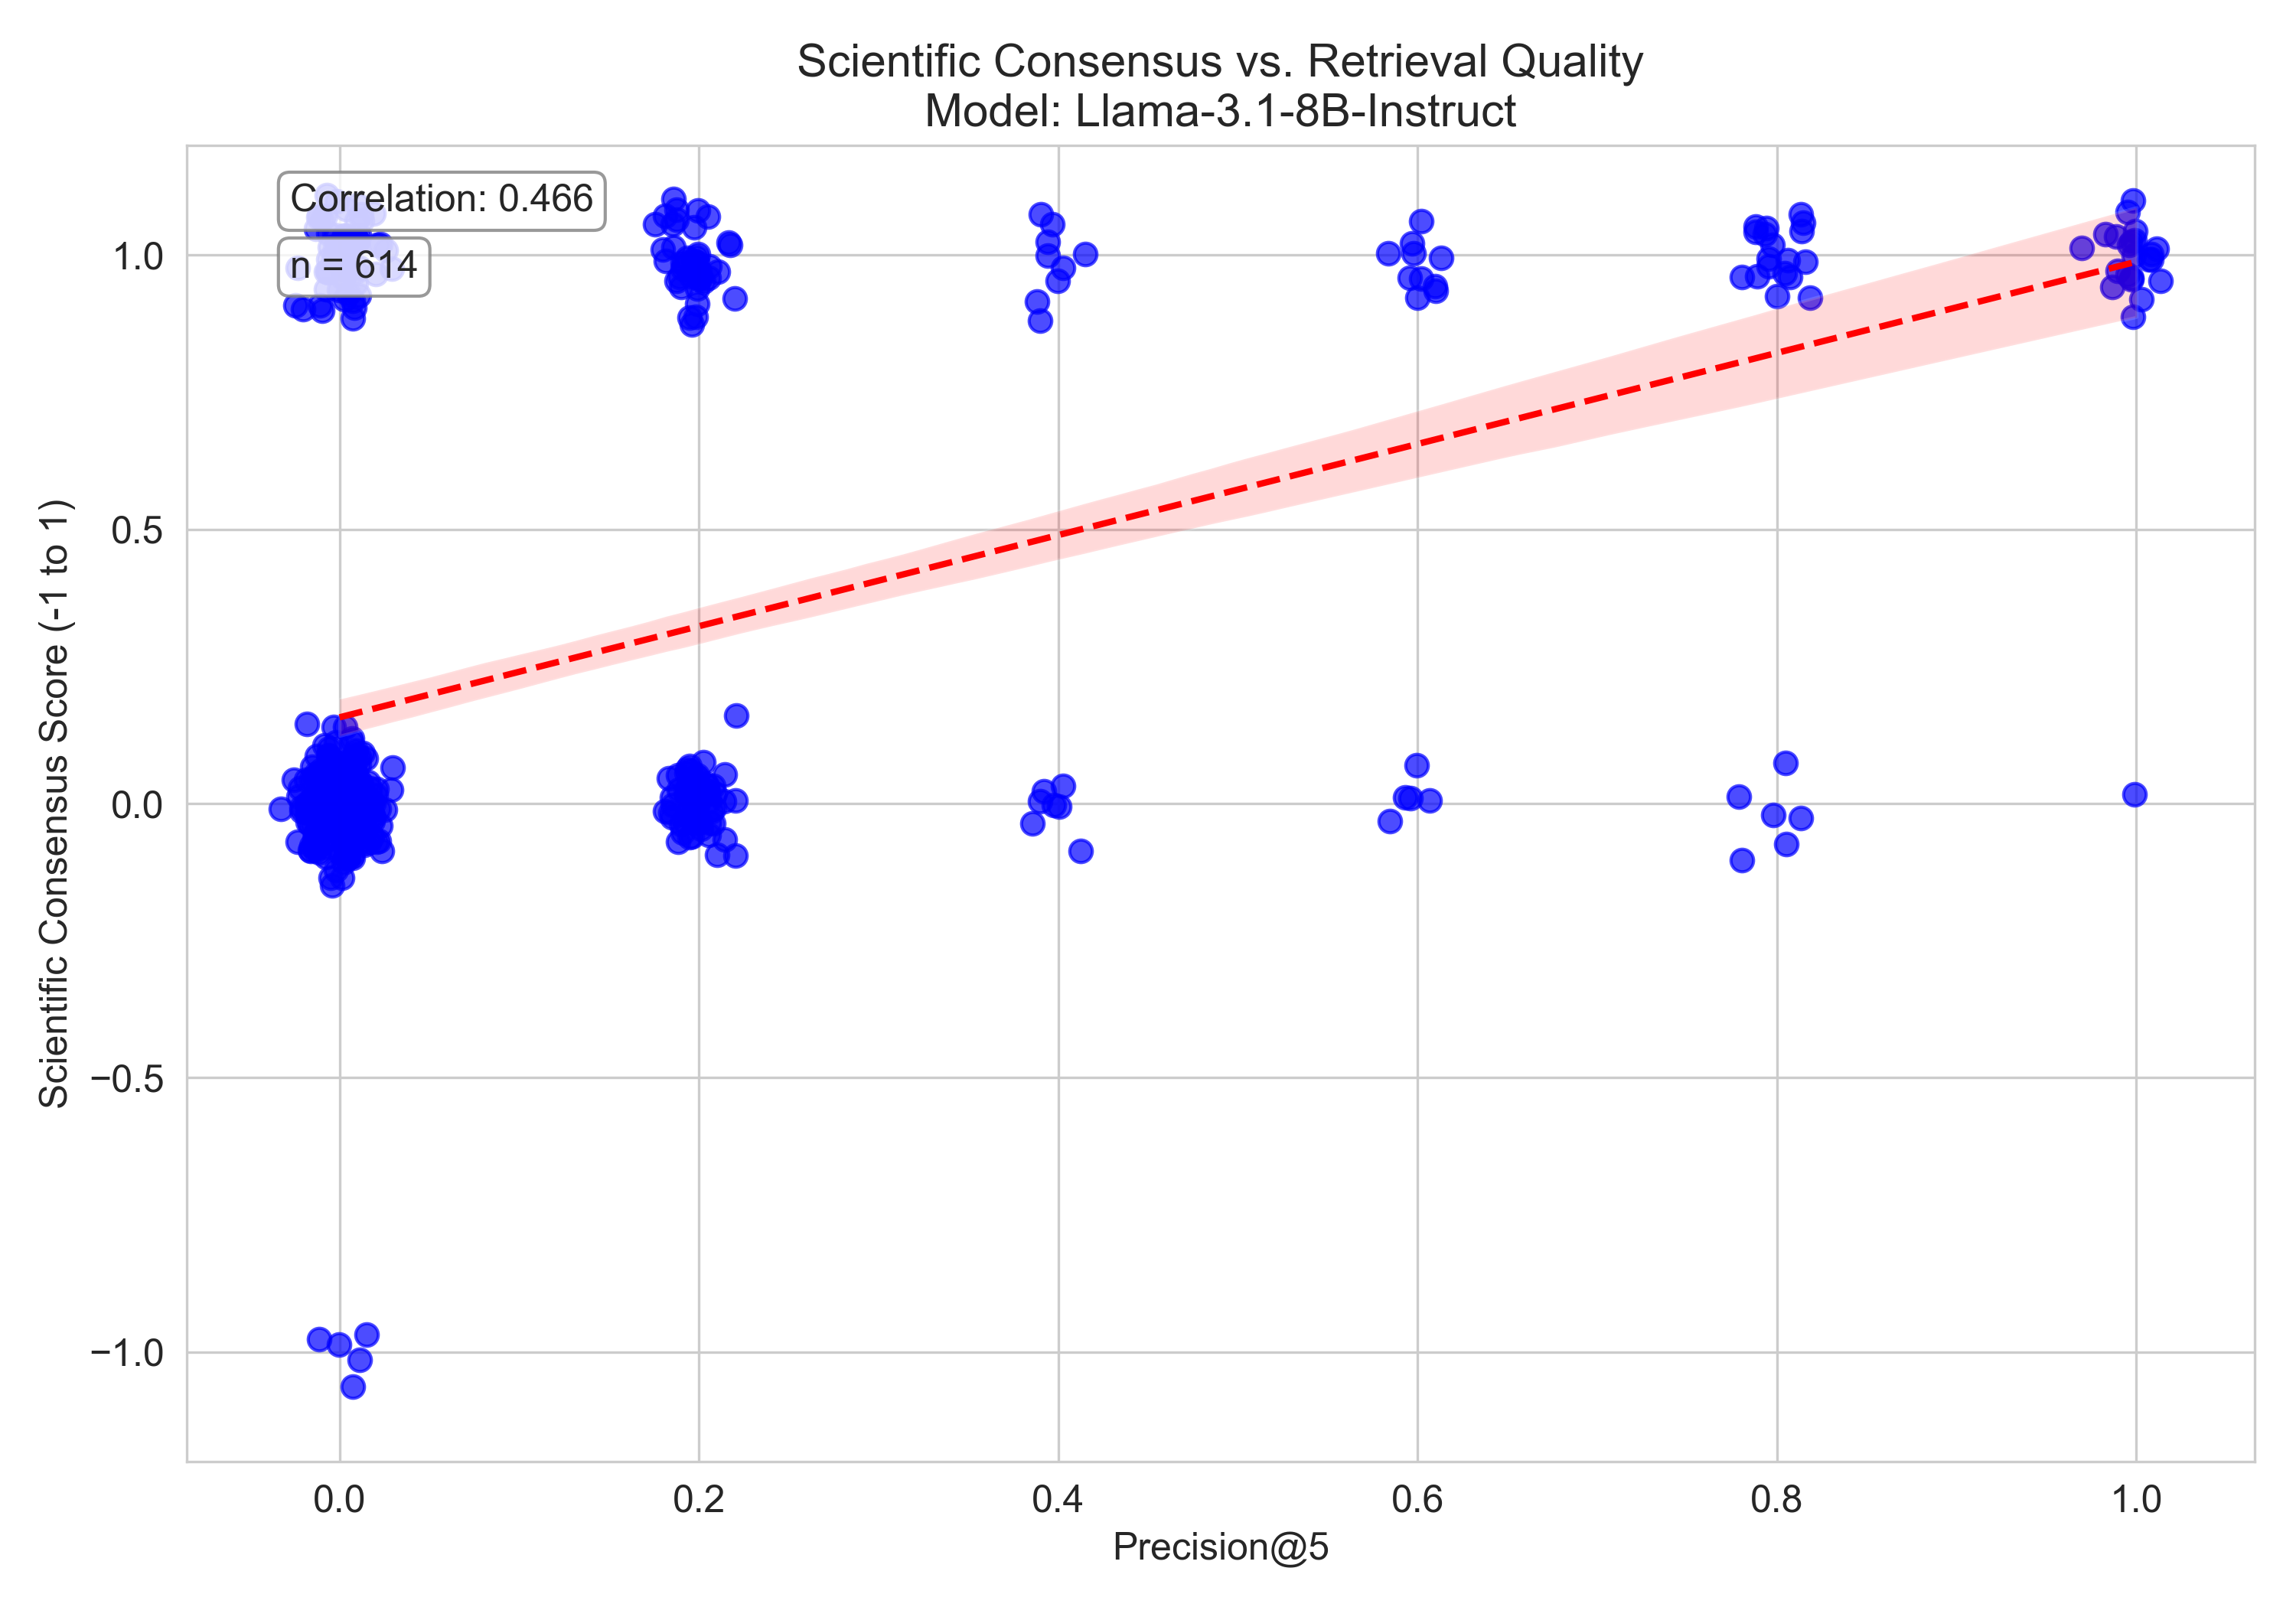 Scientific Consensus vs. Retrieval Quality
Model: Llama-3.1-8B-Instruct
Correlation: 0.466
n = 614
Scientific Consensus Score (-1 to 1)
1.0
0.5
0.0
−0.5
−1.0
0.0 0.2 0.4 0.6 0.8 1.0
Precision@5